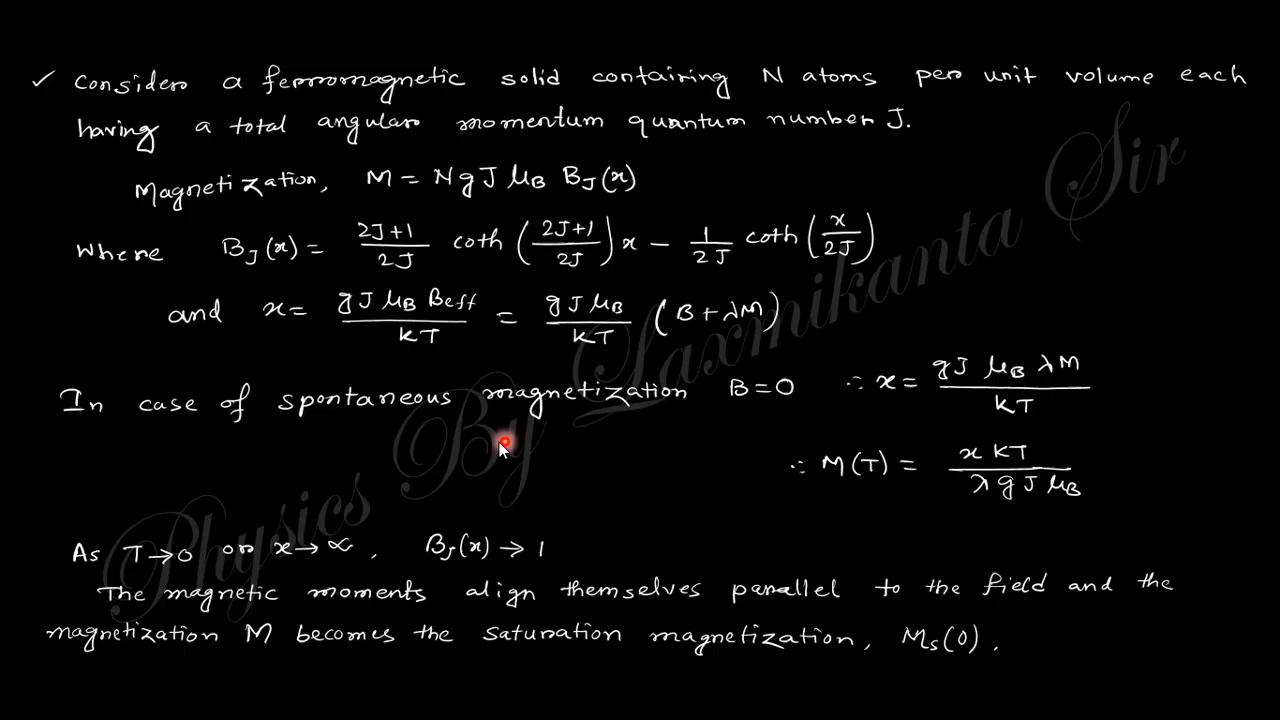 ✓ Consider a ferromagnetic solid containing N atoms per unit volume each
having a total angular momentum quantum number J.
Magnetization, M = NgJ μB BJ(x)
Where BJ(x) = 2J+1/2J coth (2J+1/2J) x − 1/2J coth (x/2J)
and x = gJ μB Beff/kT = gJ μB/kT (B + λM)
In case of spontaneous magnetization B = 0 ∴ x = gJ μB λM/kT
∴ M(T) = x kT/λ g J μB
As T→0 or x→∞, BJ(x) → 1
The magnetic moments align themselves parallel to the field and the
magnetization M becomes the saturation magnetization, Ms(0).
Physics By Laxmikanta Sir